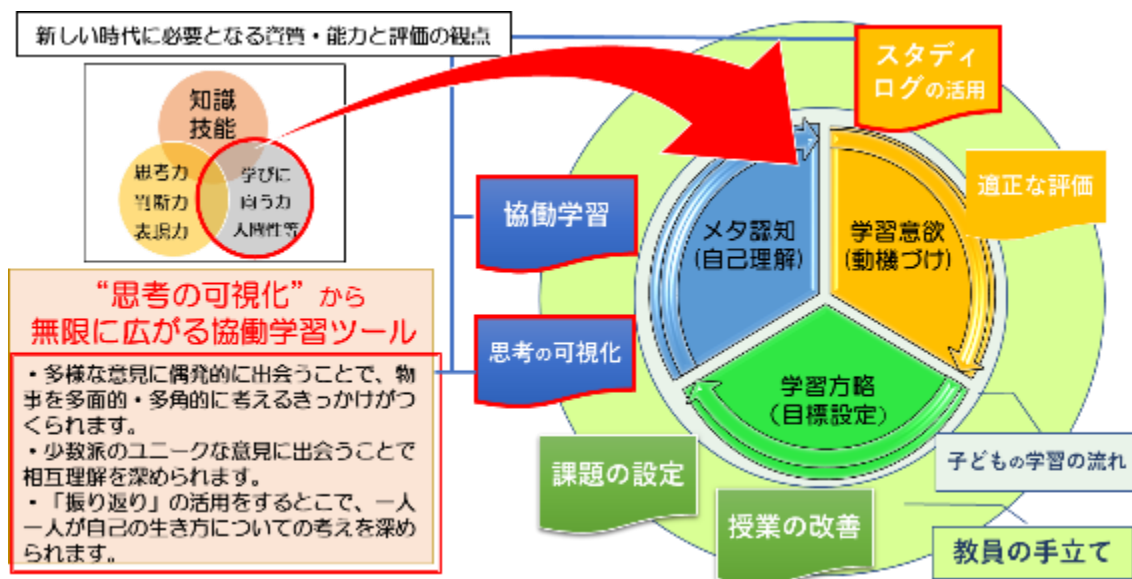 新しい時代に必要となる資質・能力と評価の観点
知識
技能
思考力
判断力
表現力
学びに
向う力
人間性等
“思考の可視化”から
無限に広がる協働学習ツール
・多様な意見に偶発的に出会うことで、物
事を多面的・多角的に考えるきっかけがつ
くられます。
・少数派のユニークな意見に出会うことで
相互理解を深められます。
・「振り返り」の活用をするとこで、一人
一人が自己の生き方についての考えを深め
られます。
協働学習
思考の可視化
スタディ
ログの活用
適正な評価
メタ認知
(自己理解)
学習意欲
(動機づけ)
学習方略
(目標設定)
課題の設定
授業の改善
子どもの学習の流れ
教員の手立て